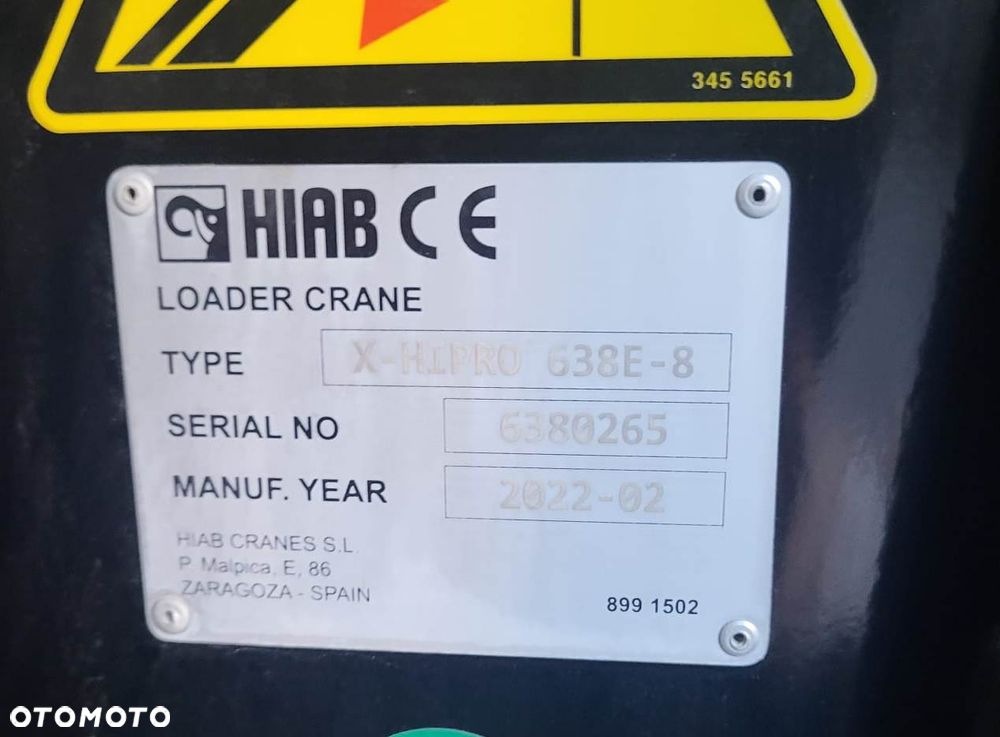 345 5661
HIAB CE
LOADER CRANE
TYPE X-HIPRO 638E-8
SERIAL NO 6380265
MANUF. YEAR 2022-02
HIAB CRANES S.L.
P. Malpica, E, 86
ZARAGOZA - SPAIN
899 1502
OTOMOTO